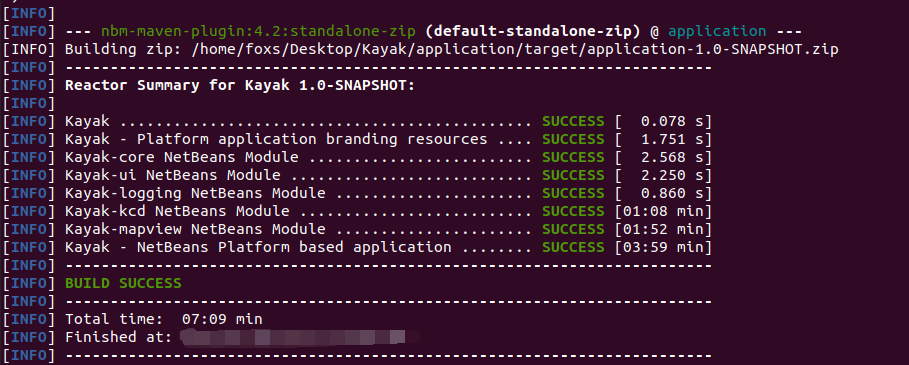 [INFO]
[INFO] --- nbm-maven-plugin:4.2:standalone-zip (default-standalone-zip) @ application ---
[INFO] Building zip: /home/foxs/Desktop/Kayak/application/target/application-1.0-SNAPSHOT.zip
[INFO] ------------------------------------------------------------------------
[INFO] Reactor Summary for Kayak 1.0-SNAPSHOT:
[INFO]
[INFO] Kayak .............................................. SUCCESS [  0.078 s]
[INFO] Kayak - Platform application branding resources .... SUCCESS [  1.751 s]
[INFO] Kayak-core NetBeans Module ......................... SUCCESS [  2.568 s]
[INFO] Kayak-ui NetBeans Module ........................... SUCCESS [  2.250 s]
[INFO] Kayak-logging NetBeans Module ...................... SUCCESS [  0.860 s]
[INFO] Kayak-kcd NetBeans Module .......................... SUCCESS [01:08 min]
[INFO] Kayak-mapview NetBeans Module ...................... SUCCESS [01:52 min]
[INFO] Kayak - NetBeans Platform based application ........ SUCCESS [03:59 min]
[INFO] ------------------------------------------------------------------------
[INFO] BUILD SUCCESS
[INFO] ------------------------------------------------------------------------
[INFO] Total time:  07:09 min
[INFO] Finished at:
[INFO] ------------------------------------------------------------------------